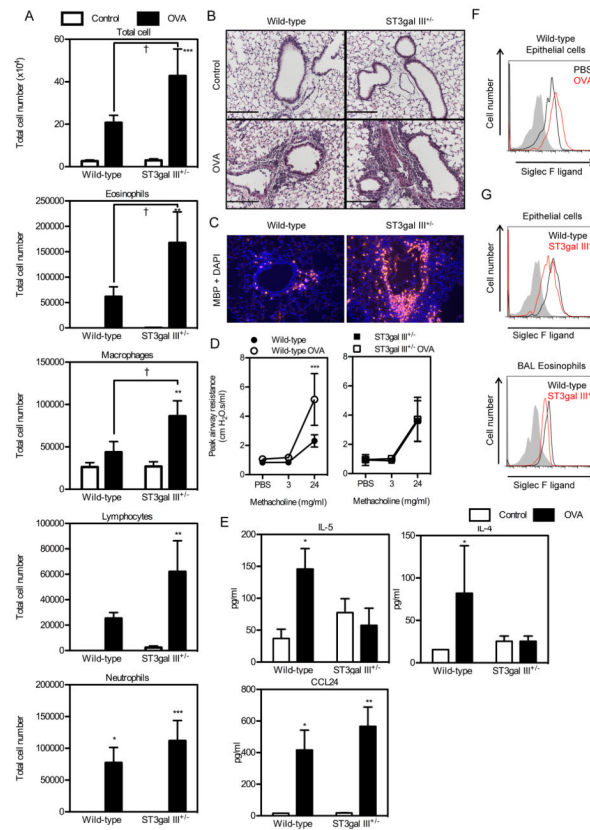 A
Control OVA
Total cell
†
***
Total cell number (x10⁴)
60
40
20
0
Wild-type ST3gal III+/-
Eosinophils
†
**
Total cell number
250000
200000
150000
100000
50000
0
Wild-type ST3gal III+/-
Macrophages
†
**
Total cell number
150000
100000
50000
0
Wild-type ST3gal III+/-
Lymphocytes
**
Total cell number
100000
80000
60000
40000
20000
0
Wild-type ST3gal III+/-
Neutrophils
*
***
Total cell number
200000
150000
100000
50000
0
Wild-type ST3gal III+/-
B
Wild-type ST3gal III+/-
Control
OVA
C
Wild-type ST3gal III+/-
MBP + DAPI
D
Wild-type
Wild-type OVA
***
Peak airway resistance
(cm H₂O.s/ml)
8
6
4
2
0
PBS 3 24
Methacholine (mg/ml)
ST3gal III+/-
ST3gal III+/- OVA
8
6
4
2
0
PBS 3 24
Methacholine (mg/ml)
E
Control OVA
IL-5
*
pg/ml
200
150
100
50
0
Wild-type ST3gal III+/-
IL-4
*
pg/ml
150
100
50
0
Wild-type ST3gal III+/-
CCL24
*
**
pg/ml
800
600
400
200
0
Wild-type ST3gal III+/-
F
Wild-type
Epithelial cells
PBS
OVA
Cell number
Siglec F ligand
G
Epithelial cells
Wild-type
ST3gal III
Cell number
Siglec F ligand
BAL Eosinophils
Wild-type
ST3gal III
Cell number
Siglec F ligand